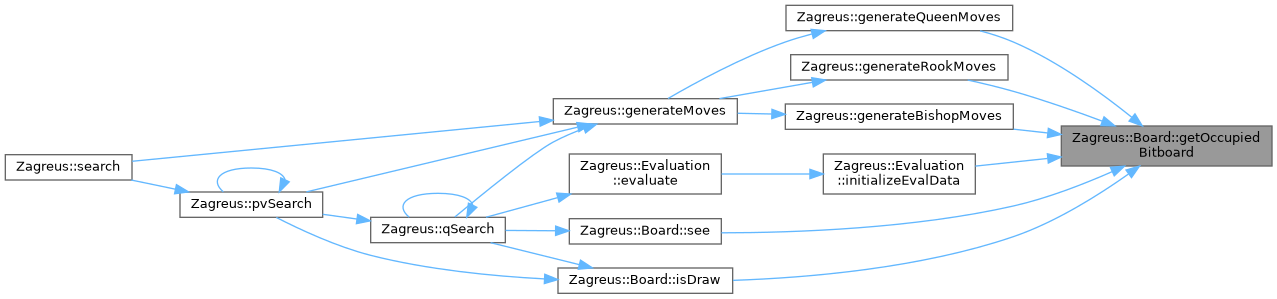 Zagreus::generateQueenMoves
Zagreus::generateRookMoves
Zagreus::generateMoves
Zagreus::generateBishopMoves
Zagreus::Board::getOccupied
Bitboard
Zagreus::search
Zagreus::Evaluation
::evaluate
Zagreus::Evaluation
::initializeEvalData
Zagreus::pvSearch
Zagreus::qSearch
Zagreus::Board::see
Zagreus::Board::isDraw